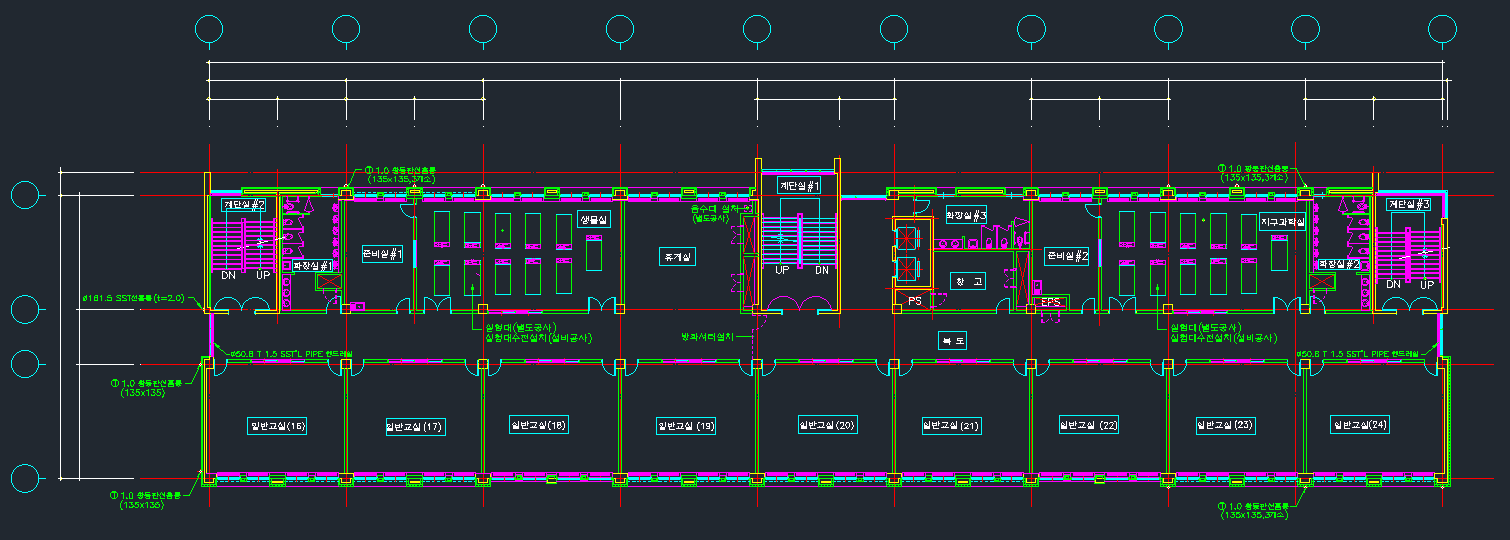 ① 1.0 황동판선홈통
(135x135,3개소)
① 1.0 황동판선홈통
(135x135,3개소)
계단실#2
계단실#1
계단실#3
음수대 설치
(별도공사)
생물실
화장실#3
지구과학실
준비실#1
화장실#1
휴게실
준비실#2
화장실#2
창 고
DN
UP
UP
DN
DN
UP
PS
EPS
SST선홈통(t=2.0)
실험대(별도공사)
실험대수전설치(설비공사)
방화셔터설치
복 도
실험대(별도공사)
실험대수전설치(설비공사)
ø50.8 T 1.5 SST'L PIPE 핸드레일
ø50.8 T 1.5 SST'L PIPE 핸드레일
① 1.0 황동판선홈통
(135x135)
일반교실(16)
일반교실(17)
일반교실(18)
일반교실(19)
일반교실(20)
일반교실(21)
일반교실(22)
일반교실(23)
일반교실(24)
① 1.0 황동판선홈통
(135x135)
① 1.0 황동판선홈통
(135x135,3개소)